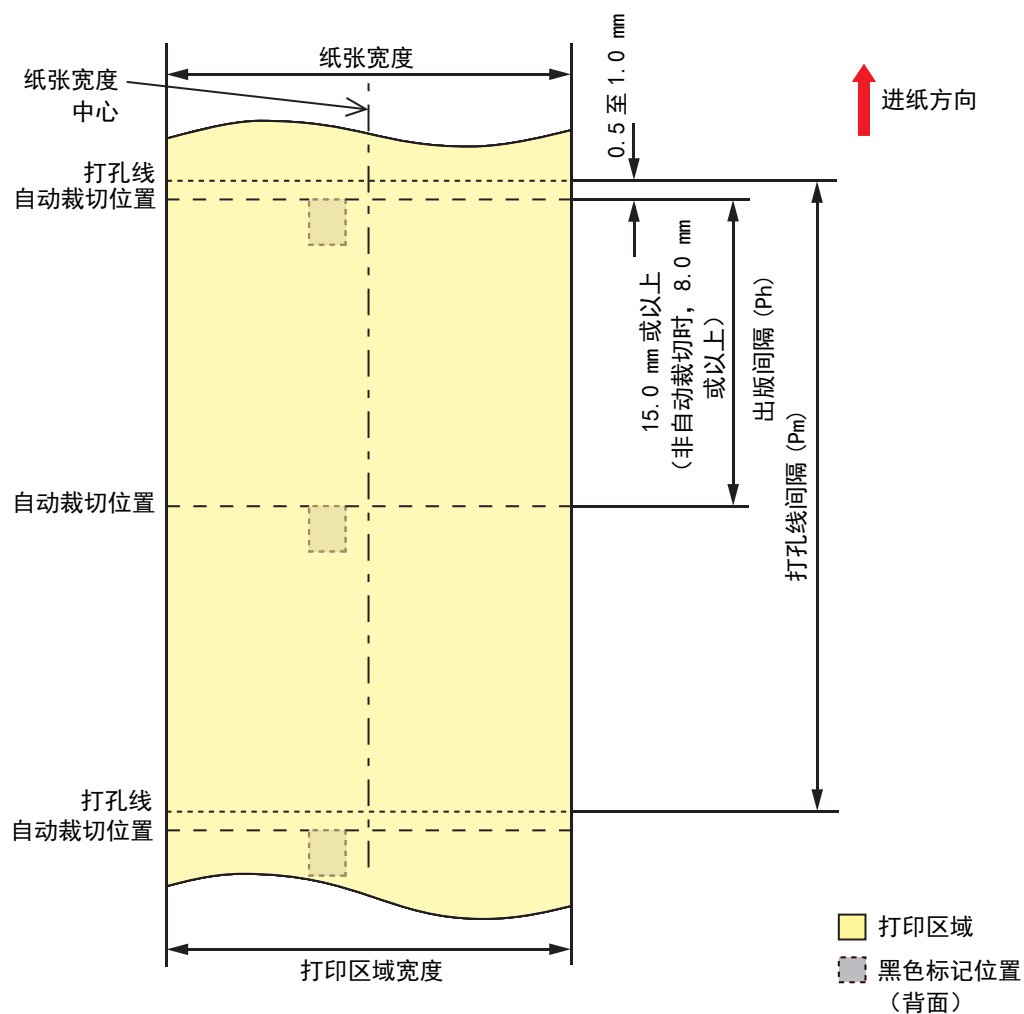 纸张宽度
纸张宽度
中心
0.5 至 1.0 mm
进纸方向
打孔线
自动裁切位置
15.0 mm 或以上
（非自动裁切时，8.0 mm
或以上）
出版间隔 (Ph)
打孔线间隔 (Pm)
自动裁切位置
打孔线
自动裁切位置
打印区域宽度
打印区域
黑色标记位置
（背面）